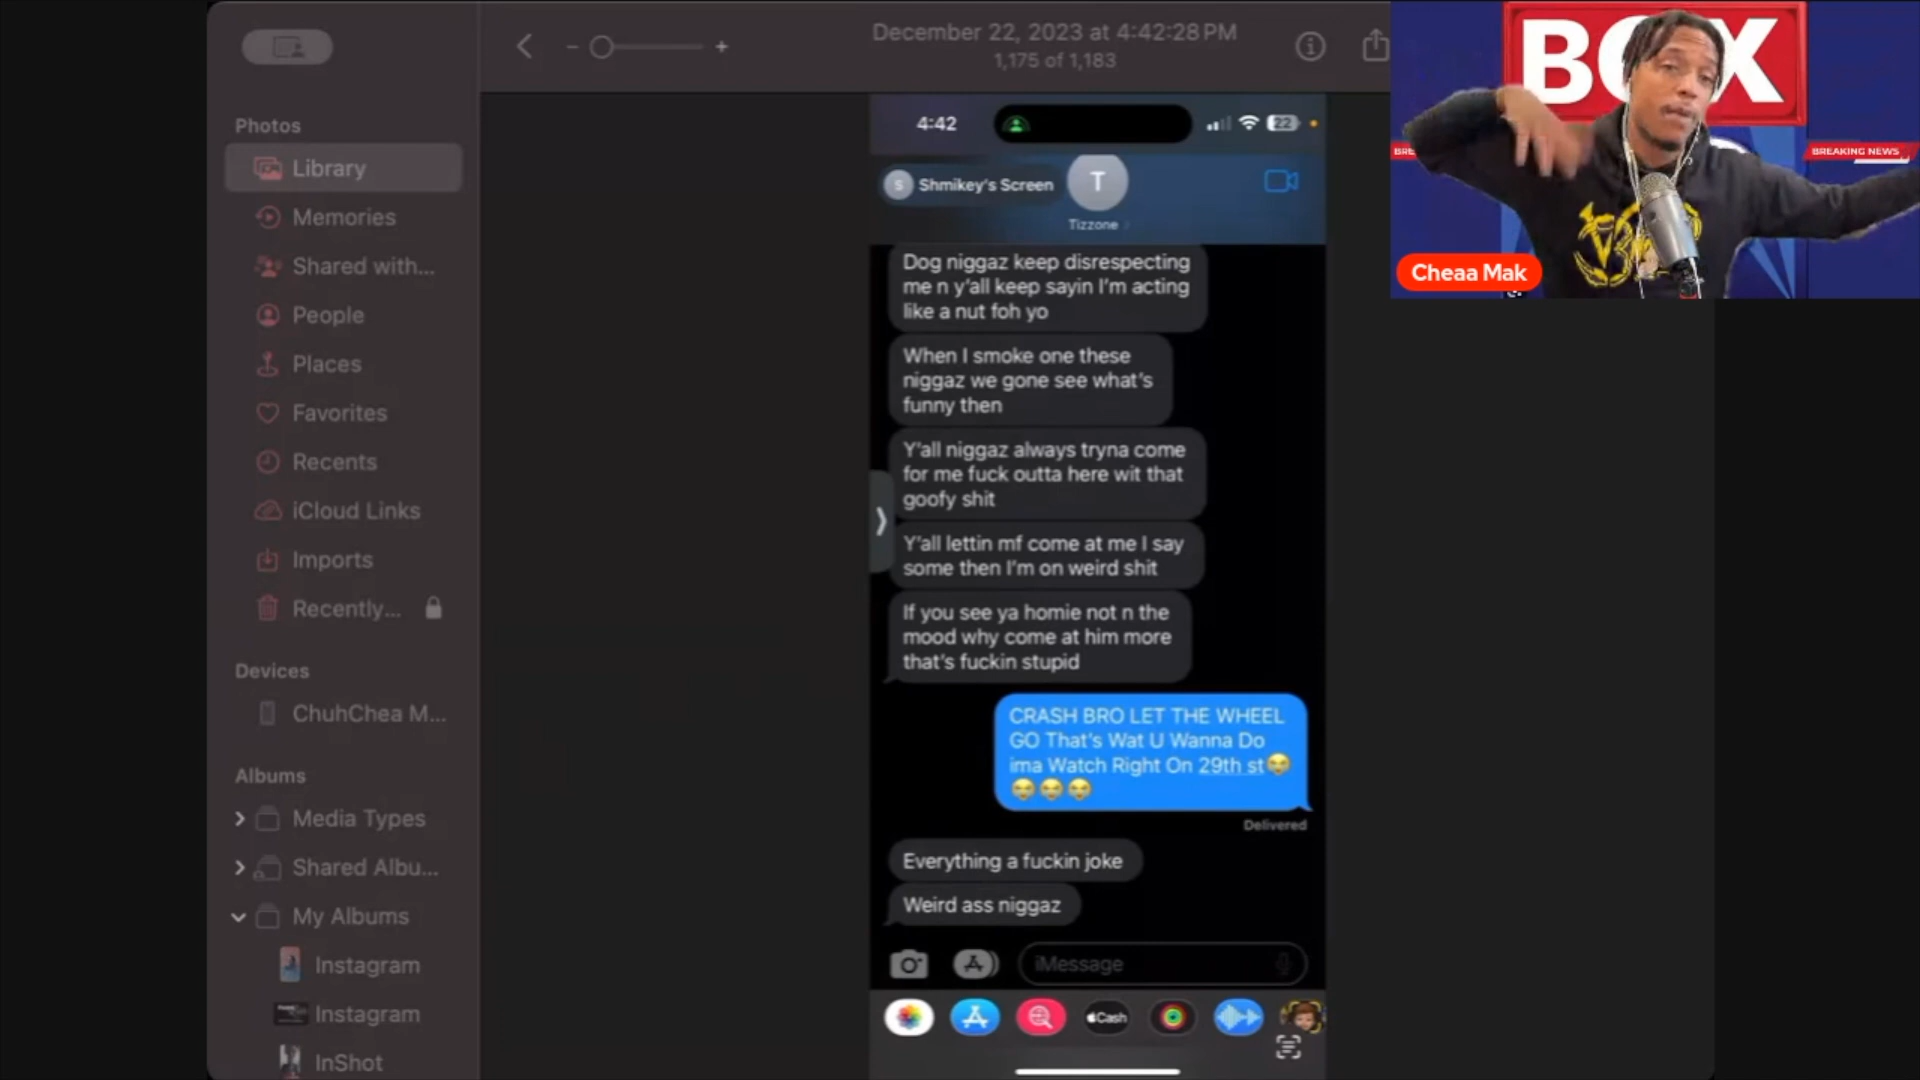 December 22, 2023 at 4:42:28 PM
1,175 of 1,183
Photos
Library
Memories
Shared with...
People
Places
Favorites
Recents
iCloud Links
Imports
Recently...
Devices
ChuhChea M...
Albums
Media Types
Shared Albu...
My Albums
Instagram
Instagram
InShot
4:42
22
S Shmikey's Screen
T
Tizzone
Dog niggaz keep disrespecting
me n y'all keep sayin I'm acting
like a nut foh yo
When I smoke one these
niggaz we gone see what's
funny then
Y'all niggaz always tryna come
for me fuck outta here wit that
goofy shit
Y'all lettin mf come at me I say
some then I'm on weird shit
If you see ya homie not n the
mood why come at him more
that's fuckin stupid
CRASH BRO LET THE WHEEL
GO That's Wat U Wanna Do
ima Watch Right On 29th st😂
😂😂😂
Delivered
Everything a fuckin joke
Weird ass niggaz
iMessage
Cash
BOX
BREAKING NEWS
Cheaa Mak